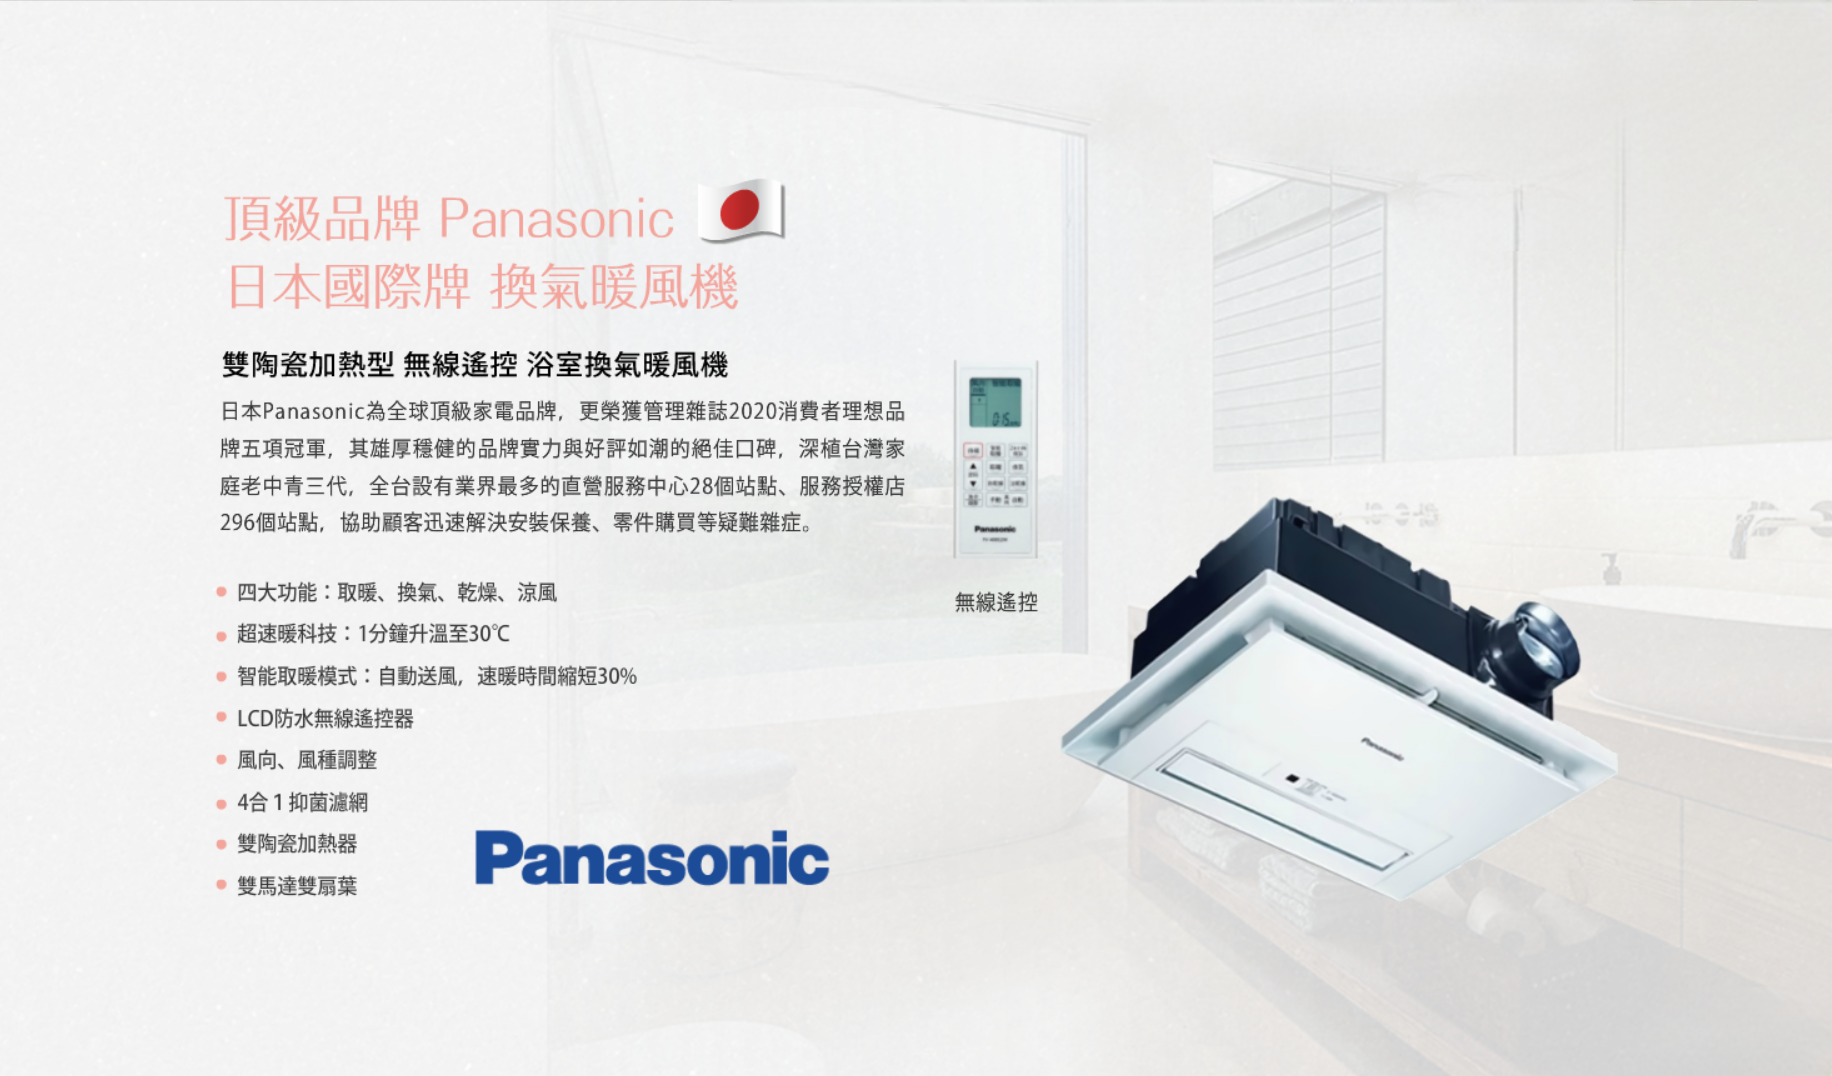 頂級品牌 Panasonic
日本國際牌 換氣暖風機
雙陶瓷加熱型 無線遙控 浴室換氣暖風機
日本Panasonic為全球頂級家電品牌，更榮獲管理雜誌2020消費者理想品
牌五項冠軍，其雄厚穩健的品牌實力與好評如潮的絕佳口碑，深植台灣家
庭老中青三代，全台設有業界最多的直營服務中心28個站點、服務授權店
296個站點，協助顧客迅速解決安裝保養、零件購買等疑難雜症。
四大功能：取暖、換氣、乾燥、涼風
超速暖科技：1分鐘升溫至30℃
智能取暖模式：自動送風，速暖時間縮短30%
LCD防水無線遙控器
風向、風種調整
4合１抑菌濾網
雙陶瓷加熱器
雙馬達雙扇葉
Panasonic
Panasonic
無線遙控
Panasonic